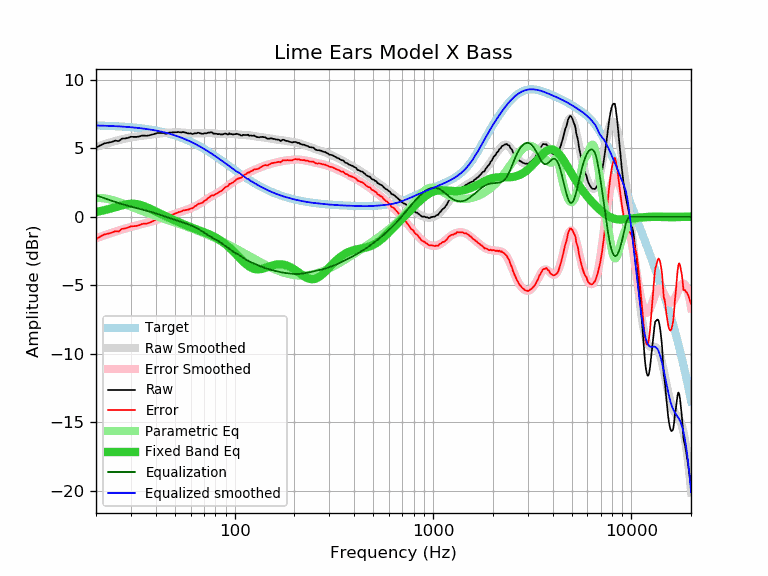 Lime Ears Model X Bass
10
5
0
−5
−10
−15
−20
Amplitude (dBr)
Target
Raw Smoothed
Error Smoothed
Raw
Error
Parametric Eq
Fixed Band Eq
Equalization
Equalized smoothed
100
1000
10000
Frequency (Hz)